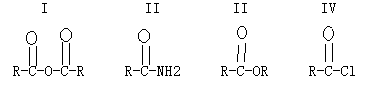 I II II IV
O O O O O
R-C-O-C-R R-C-NH2 R-C-OR R-C-Cl